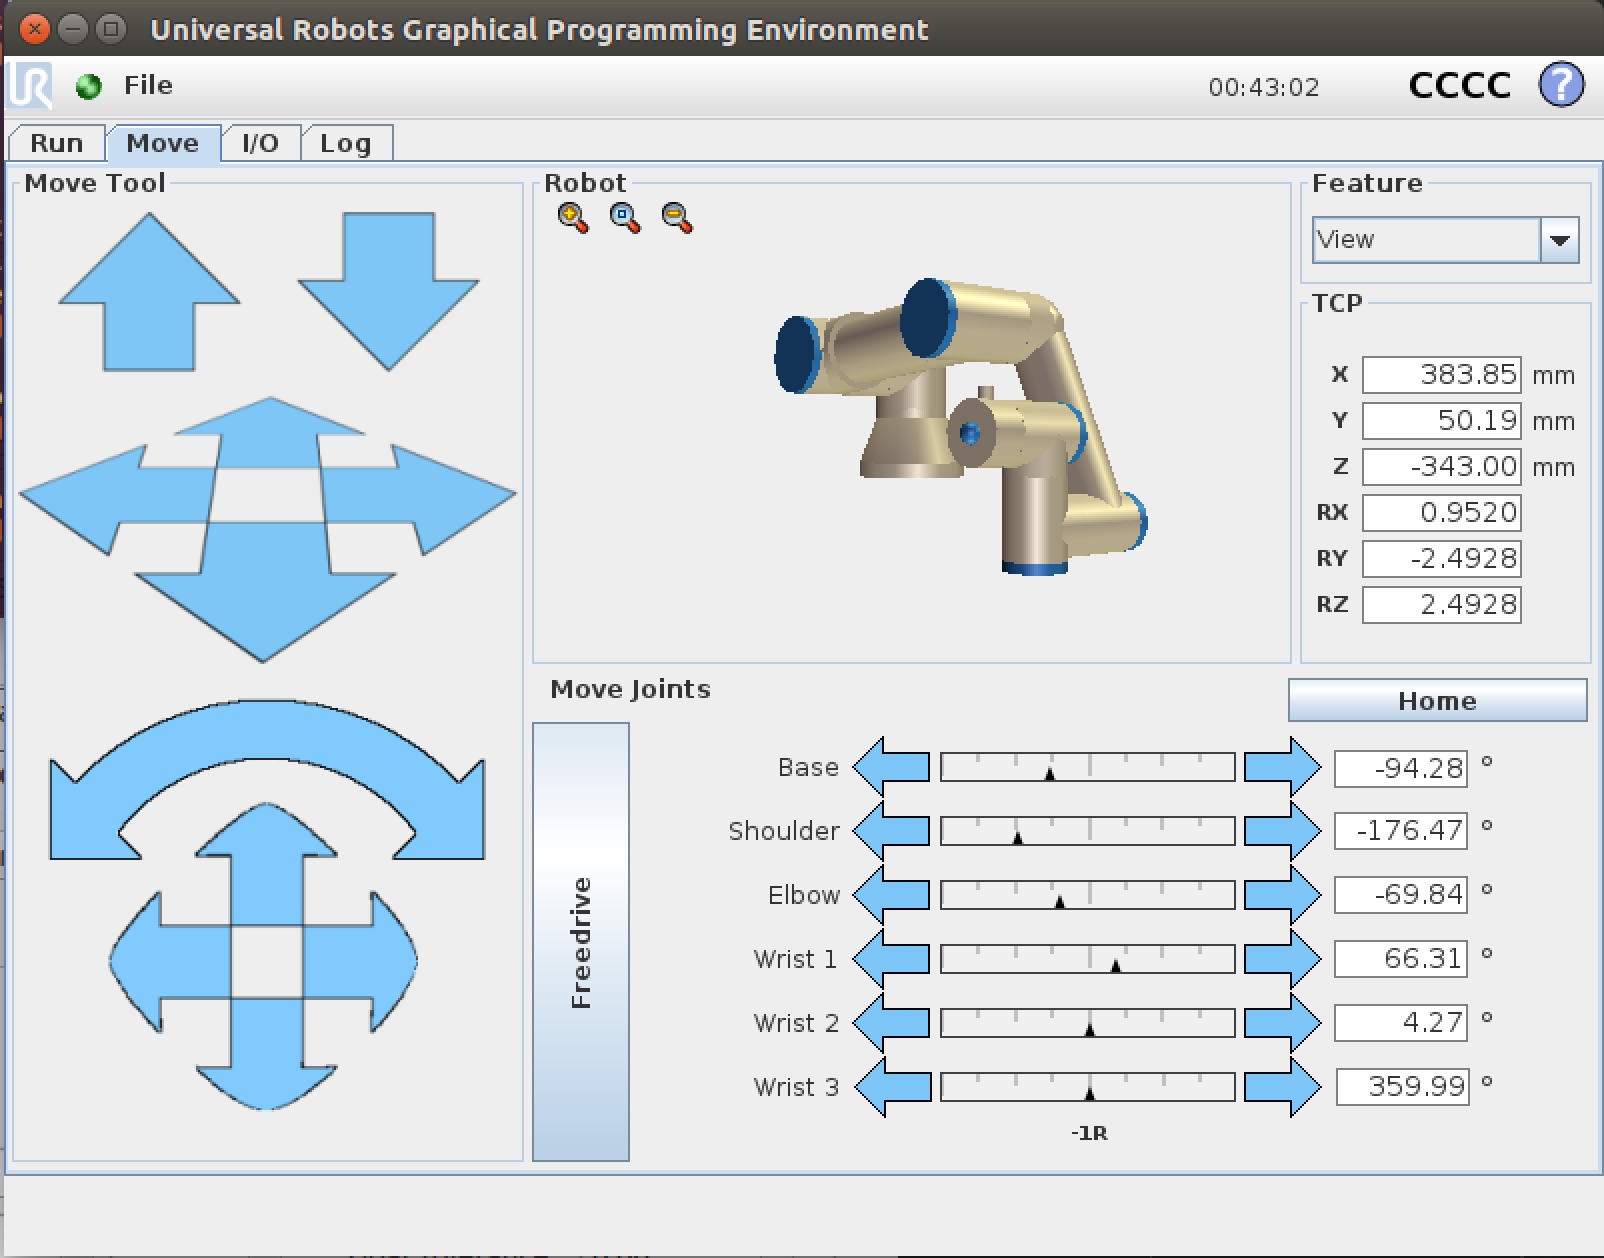 Universal Robots Graphical Programming Environment
UR File 00:43:02 CCCC ?
Run Move I/O Log
Move Tool
Robot
Feature
View
TCP
X 383.85 mm
Y 50.19 mm
Z -343.00 mm
RX 0.9520
RY -2.4928
RZ 2.4928
Move Joints
Home
Freedrive
Base -94.28 °
Shoulder -176.47 °
Elbow -69.84 °
Wrist 1 66.31 °
Wrist 2 4.27 °
Wrist 3 359.99 °
-1R